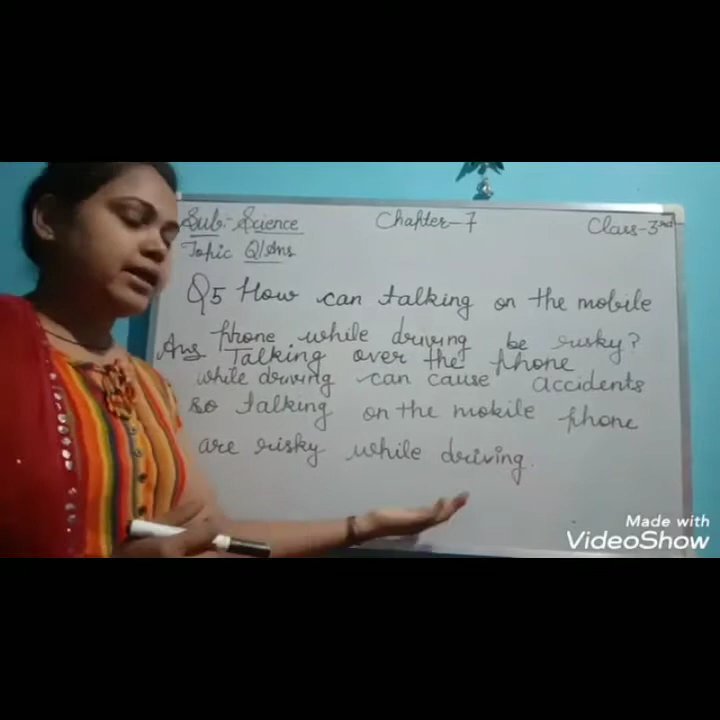 Sub:- Science Chapter-7 Class-3rd
Topic Q/Ans
Q5 How can talking on the mobile
phone while driving be risky?
Ans Talking over the phone
while driving can cause accidents
so talking on the mobile phone
are risky while driving.
Made with
VideoShow